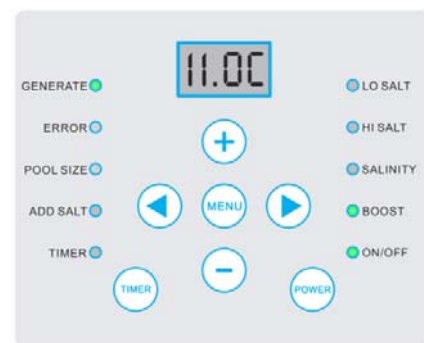 11.0C
GENERATE
LO SALT
ERROR
HI SALT
POOL SIZE
SALINITY
MENU
ADD SALT
BOOST
TIMER
ON/OFF
TIMER
POWER